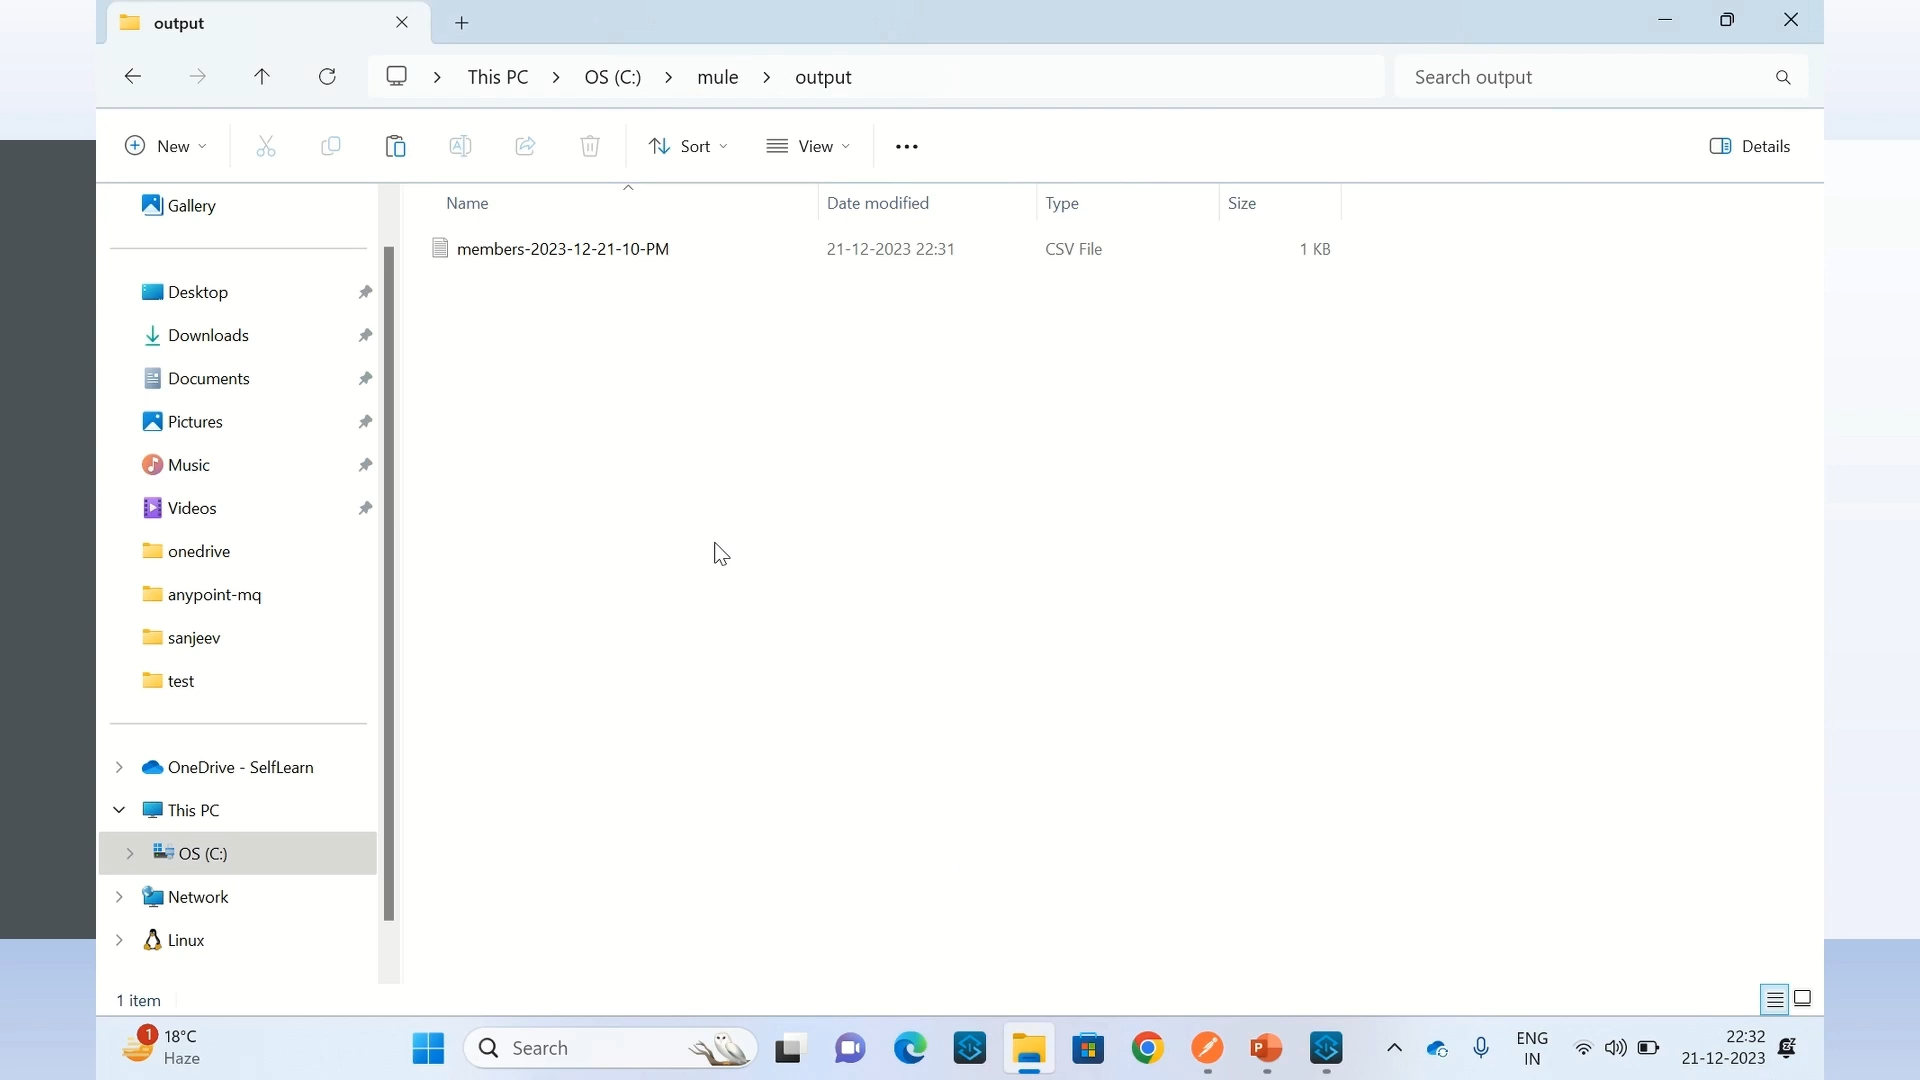 output
This PC
OS (C:)
mule
output
Search output
New
Sort
View
Details
Gallery
Name
Date modified
Type
Size
members-2023-12-21-10-PM
21-12-2023 22:31
CSV File
1 KB
Desktop
Downloads
Documents
Pictures
Music
Videos
onedrive
anypoint-mq
sanjeev
test
OneDrive - SelfLearn
This PC
OS (C:)
Network
Linux
1 item
1
18°C
Haze
Search
P
ENG
IN
22:32
21-12-2023